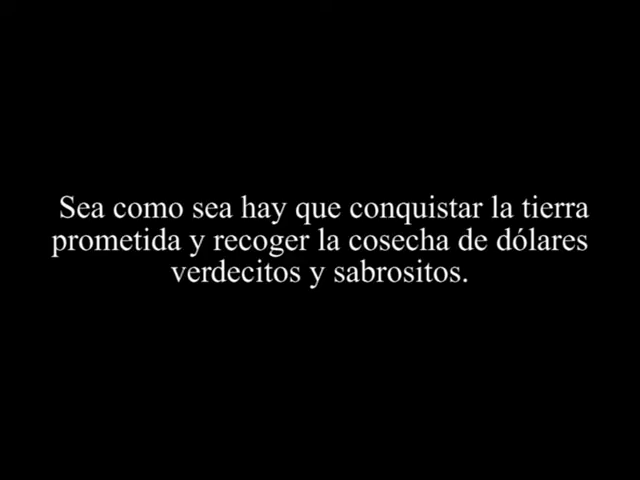 Sea como sea hay que conquistar la tierra
prometida y recoger la cosecha de dólares
verdecitos y sabrositos.